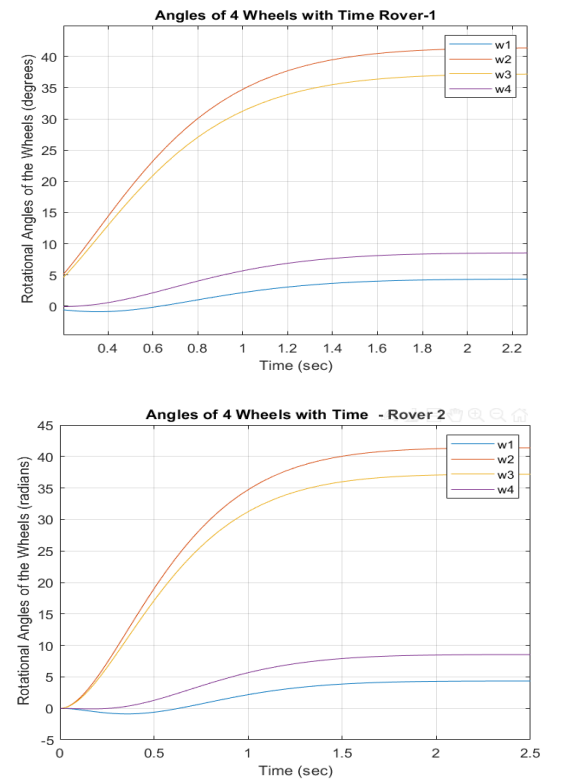 Angles of 4 Wheels with Time Rover-1
Rotational Angles of the Wheels (degrees)
40
35
30
25
20
15
10
5
0
w1
w2
w3
w4
0.4 0.6 0.8 1 1.2 1.4 1.6 1.8 2 2.2
Time (sec)
Angles of 4 Wheels with Time - Rover 2
Rotational Angles of the Wheels (radians)
45
40
35
30
25
20
15
10
5
0
-5
w1
w2
w3
w4
0 0.5 1 1.5 2 2.5
Time (sec)